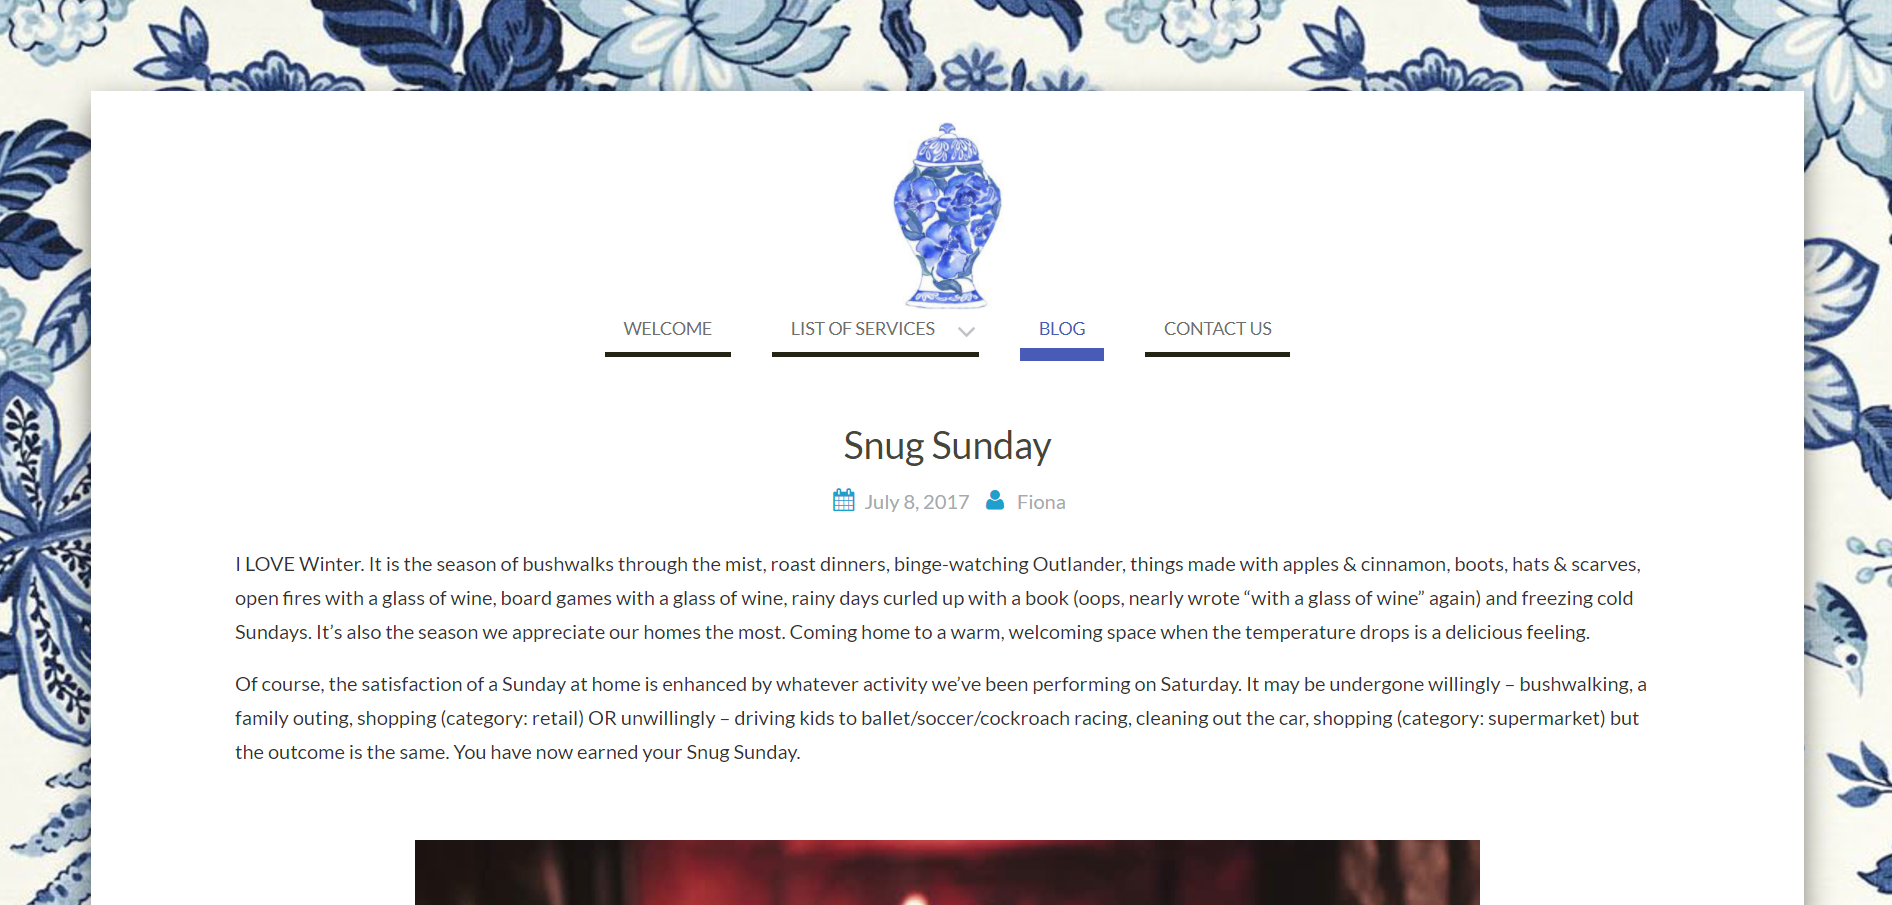 WELCOME
LIST OF SERVICES
BLOG
CONTACT US
Snug Sunday
July 8, 2017 Fiona
I LOVE Winter. It is the season of bushwalks through the mist, roast dinners, binge-watching Outlander, things made with apples & cinnamon, boots, hats & scarves,
open fires with a glass of wine, board games with a glass of wine, rainy days curled up with a book (oops, nearly wrote “with a glass of wine” again) and freezing cold
Sundays. It’s also the season we appreciate our homes the most. Coming home to a warm, welcoming space when the temperature drops is a delicious feeling.
Of course, the satisfaction of a Sunday at home is enhanced by whatever activity we’ve been performing on Saturday. It may be undergone willingly – bushwalking, a
family outing, shopping (category: retail) OR unwillingly – driving kids to ballet/soccer/cockroach racing, cleaning out the car, shopping (category: supermarket) but
the outcome is the same. You have now earned your Snug Sunday.